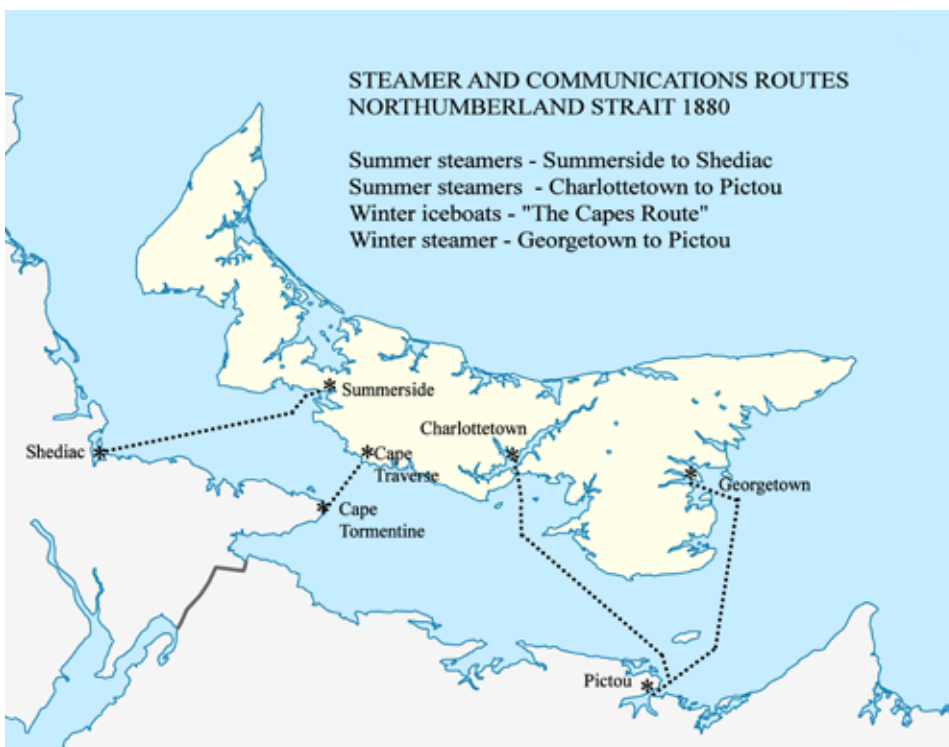 STEAMER AND COMMUNICATIONS ROUTES
NORTHUMBERLAND STRAIT 1880
Summer steamers - Summerside to Shediac
Summer steamers - Charlottetown to Pictou
Winter iceboats - "The Capes Route"
Winter steamer - Georgetown to Pictou
Summerside
Charlottetown
Shediac
Cape
Traverse
Georgetown
Cape
Tormentine
Pictou